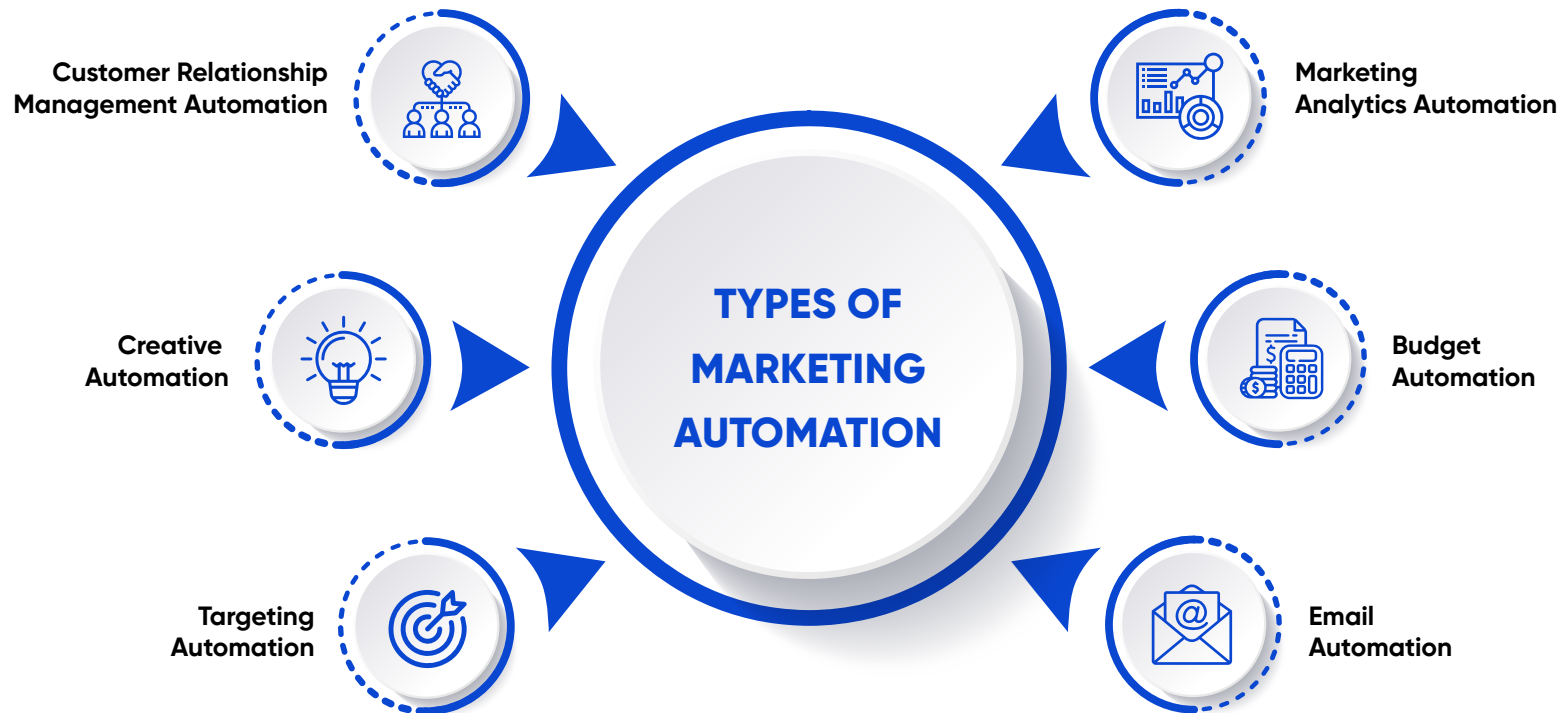 Customer Relationship
Management Automation
Marketing
Analytics Automation
TYPES OF
MARKETING
AUTOMATION
Creative
Automation
Budget
Automation
$
$
Targeting
Automation
@
Email
Automation